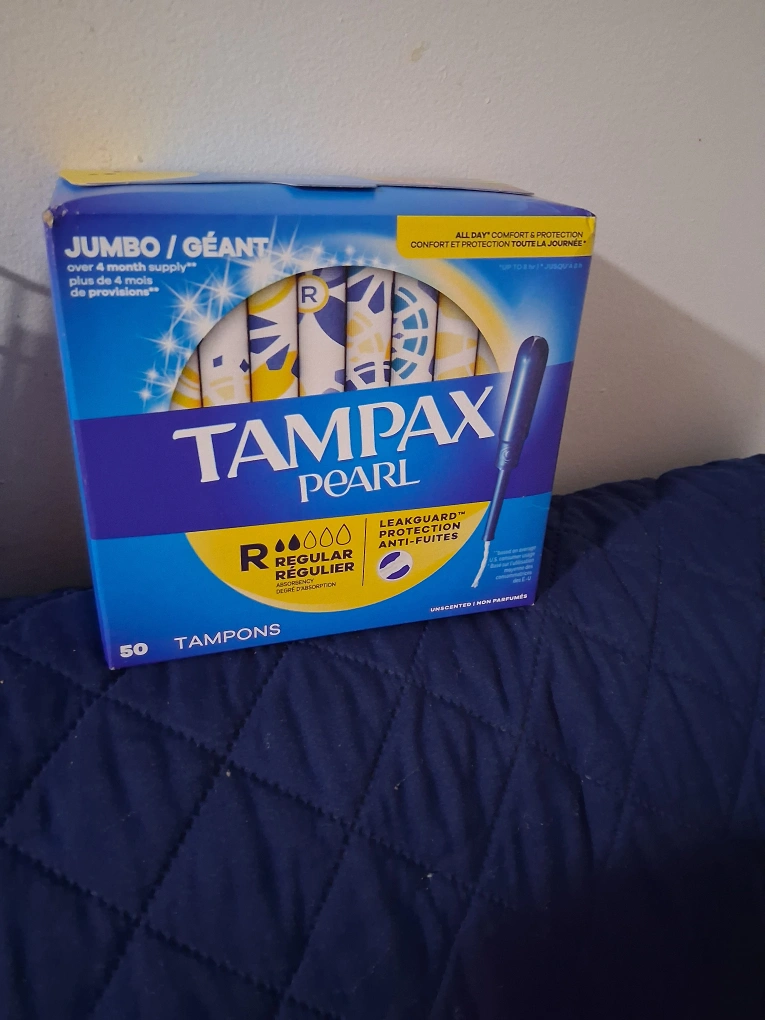 JUMBO / GÉANT
over 4 month supply**
plus de 4 mois
de provisions**
ALL DAY* COMFORT & PROTECTION
CONFORT ET PROTECTION TOUTE LA JOURNÉE*
R
TAMPAX
PEARL
R REGULAR
RÉGULIER
ABSORBENCY
DEGRÉ D'ABSORPTION
LEAKGUARD™
PROTECTION
ANTI-FUITES
UNSCENTED | NON PARFUMÉS
50 TAMPONS